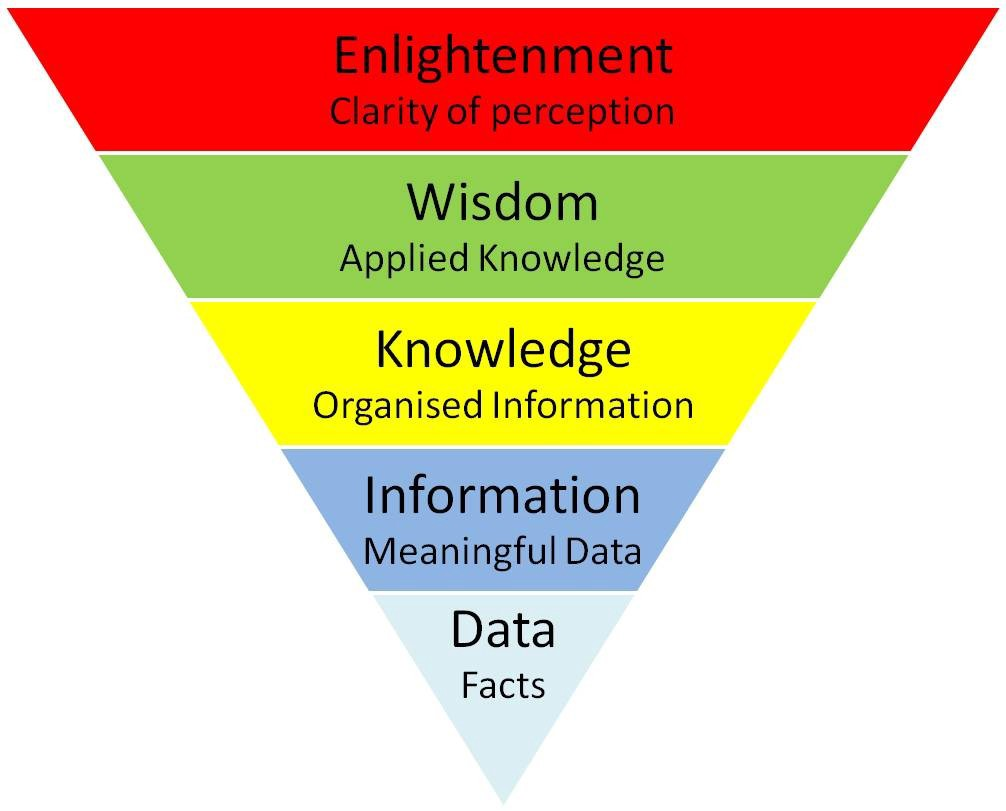 Enlightenment
Clarity of perception
Wisdom
Applied Knowledge
Knowledge
Organised Information
Information
Meaningful Data
Data
Facts